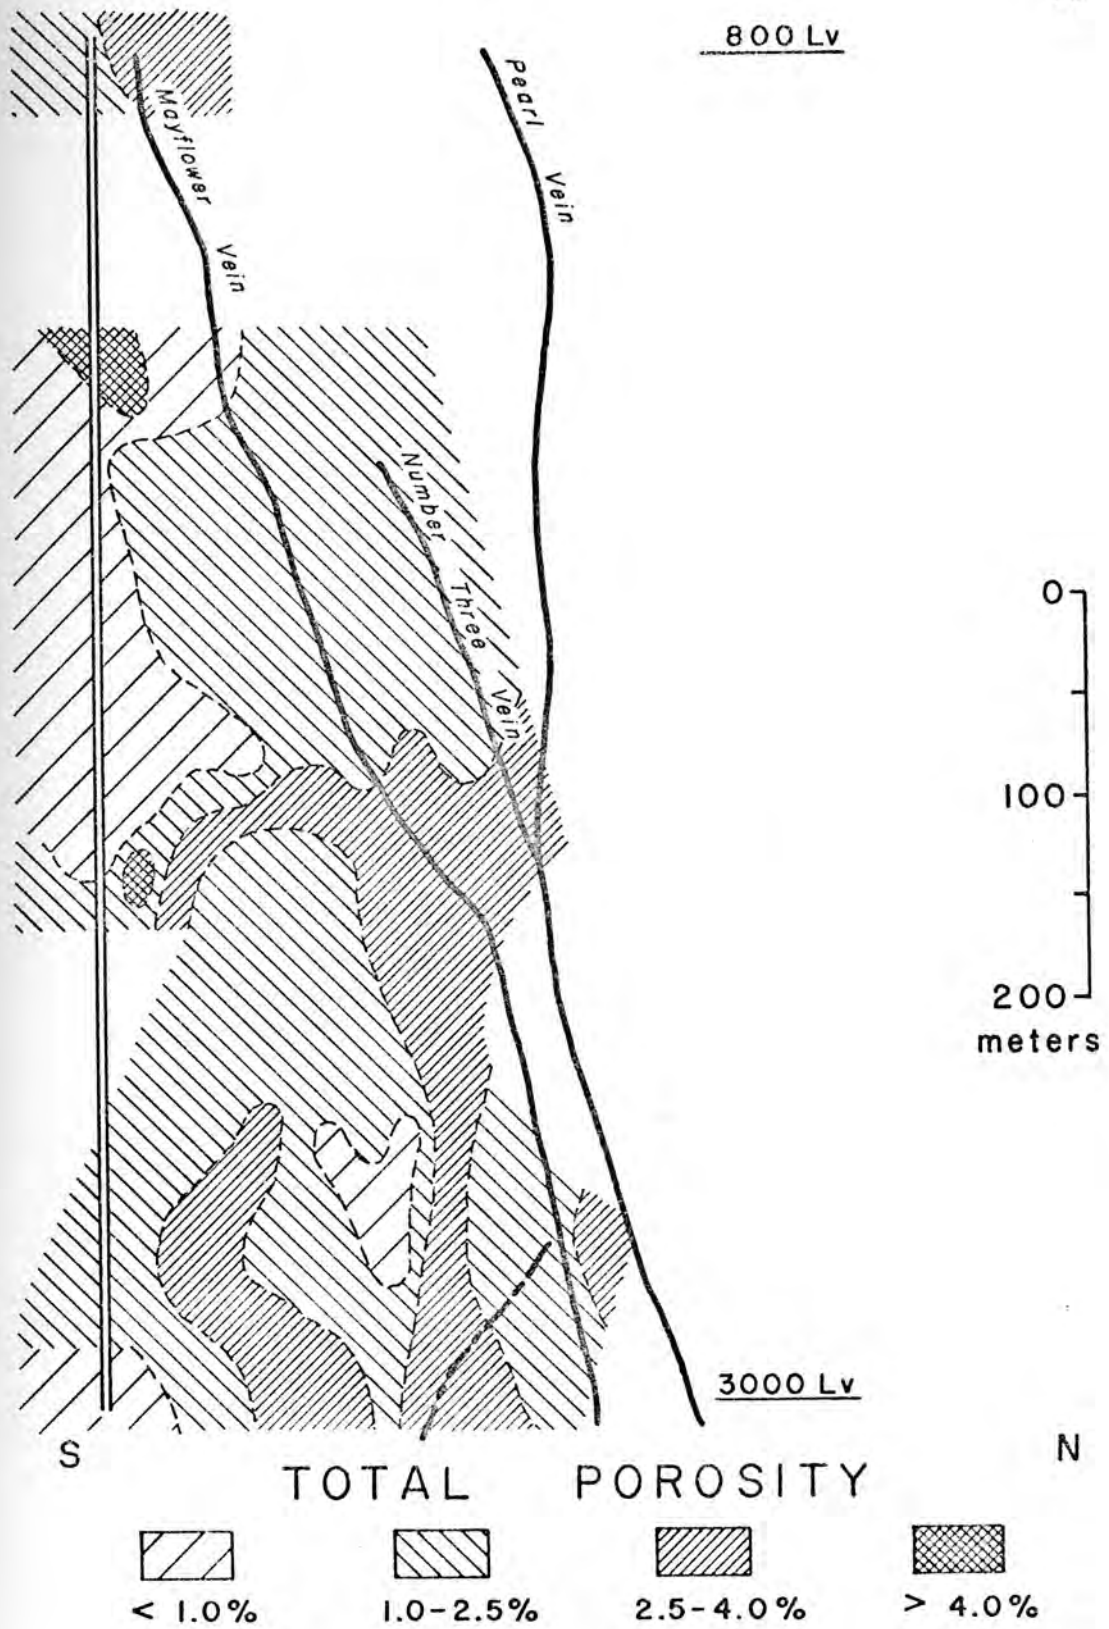 800 Lv
Mayflower Vein
Pearl Vein
Number Three Vein
0
100
200
meters
3000 Lv
S
N
TOTAL POROSITY
< 1.0%
1.0-2.5%
2.5-4.0%
> 4.0%